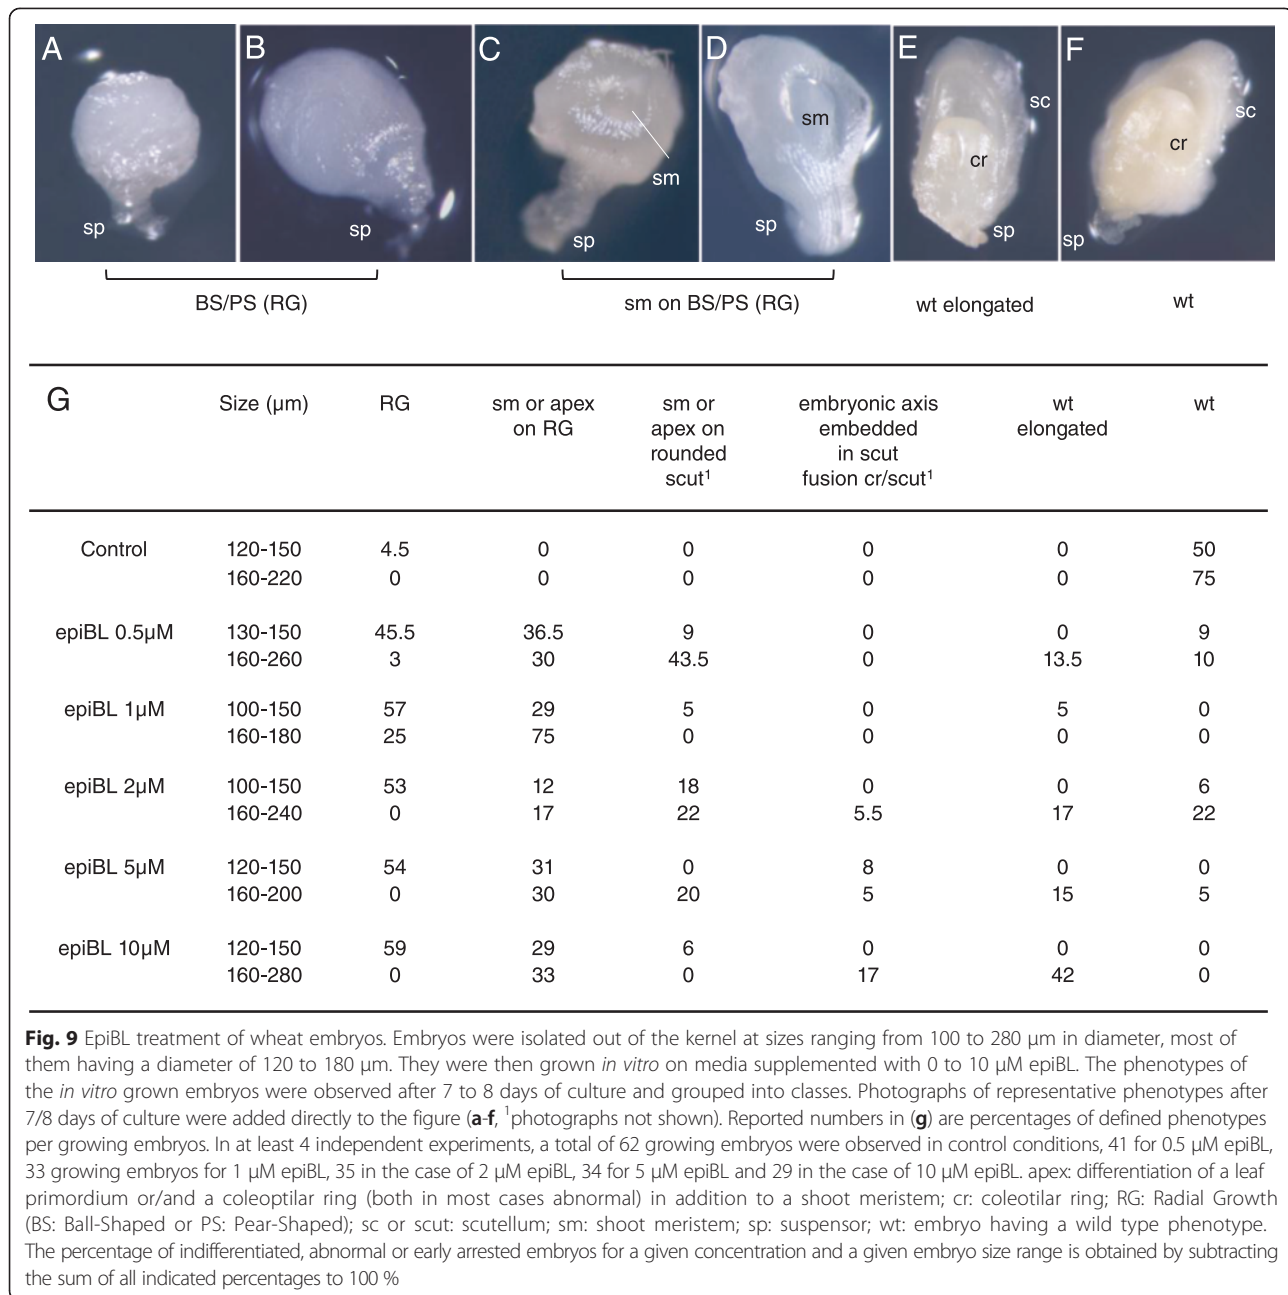 A B C D E F
sc sc
sm
cr cr
sm
sp sp sp sp sp sp
BS/PS (RG) sm on BS/PS (RG) wt elongated wt
G Size (µm) RG sm or apex sm or embryonic axis wt wt
on RG apex on embedded elongated
rounded in scut
scut¹ fusion cr/scut¹
Control 120-150 4.5 0 0 0 0 50
160-220 0 0 0 0 0 75
epiBL 0.5µM 130-150 45.5 36.5 9 0 0 9
160-260 3 30 43.5 0 13.5 10
epiBL 1µM 100-150 57 29 5 0 5 0
160-180 25 75 0 0 0 0
epiBL 2µM 100-150 53 12 18 0 0 6
160-240 0 17 22 5.5 17 22
epiBL 5µM 120-150 54 31 0 8 0 0
160-200 0 30 20 5 15 5
epiBL 10µM 120-150 59 29 6 0 0 0
160-280 0 33 0 17 42 0
Fig. 9 EpiBL treatment of wheat embryos. Embryos were isolated out of the kernel at sizes ranging from 100 to 280 µm in diameter, most of
them having a diameter of 120 to 180 µm. They were then grown in vitro on media supplemented with 0 to 10 µM epiBL. The phenotypes of
the in vitro grown embryos were observed after 7 to 8 days of culture and grouped into classes. Photographs of representative phenotypes after
7/8 days of culture were added directly to the figure (a-f, ¹photographs not shown). Reported numbers in (g) are percentages of defined phenotypes
per growing embryos. In at least 4 independent experiments, a total of 62 growing embryos were observed in control conditions, 41 for 0.5 µM epiBL,
33 growing embryos for 1 µM epiBL, 35 in the case of 2 µM epiBL, 34 for 5 µM epiBL and 29 in the case of 10 µM epiBL. apex: differentiation of a leaf
primordium or/and a coleoptilar ring (both in most cases abnormal) in addition to a shoot meristem; cr: coleotilar ring; RG: Radial Growth
(BS: Ball-Shaped or PS: Pear-Shaped); sc or scut: scutellum; sm: shoot meristem; sp: suspensor; wt: embryo having a wild type phenotype.
The percentage of indifferentiated, abnormal or early arrested embryos for a given concentration and a given embryo size range is obtained by subtracting
the sum of all indicated percentages to 100 %